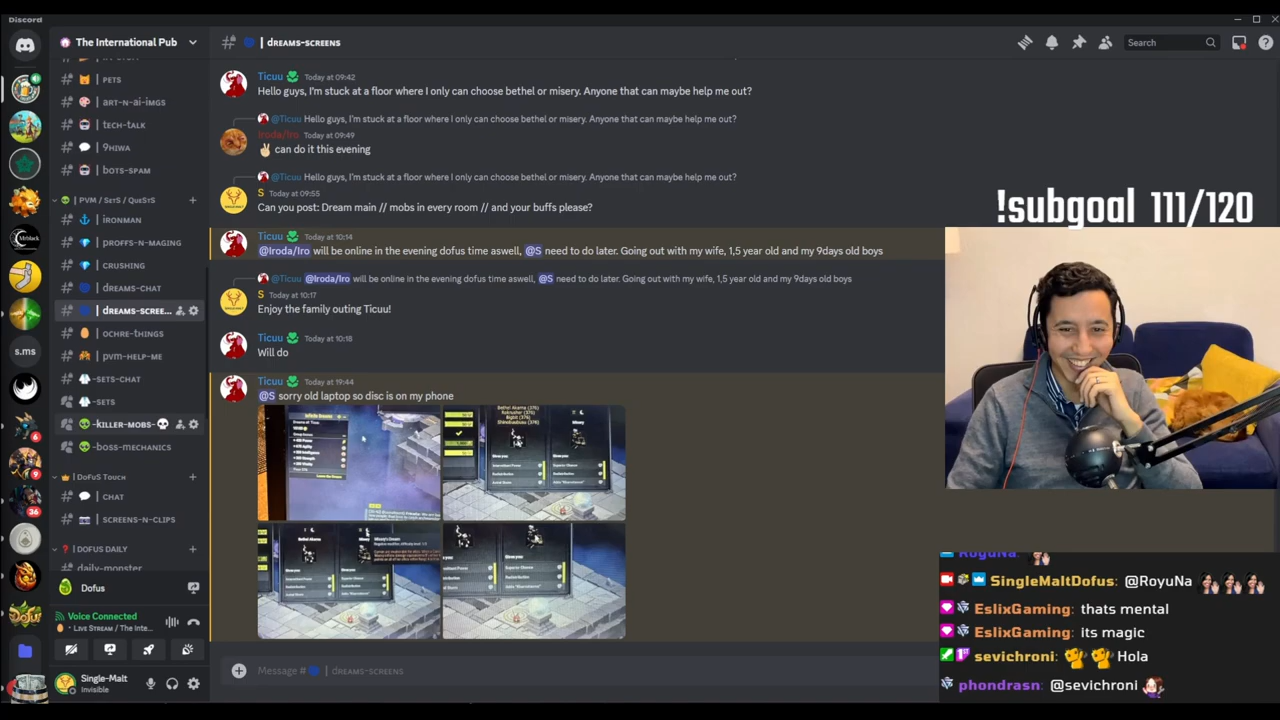 Discord
The International Pub
| PETS
| ART-N-AI-IMGS
| TECH-TALK
| 9HIWA
| BOTS-SPAM
| PVM / SETS / QUESTS
| IRONMAN
| PROFFS-N-MAGING
| CRUSHING
| DREAMS-CHAT
| DREAMS-SCREE...
| OCHRE-THINGS
| PVM-HELP-ME
-SETS-CHAT
-SETS
-KILLER-MOBS-
-BOSS-MECHANICS
| DOFUS TOUCH
| CHAT
| SCREENS-N-CLIPS
| DOFUS DAILY
daily-monster
Dofus
Voice Connected
- LIVE STREAM / The Inte...
Single-Malt
Invisible
s.ms
6
9
36
| DREAMS-SCREENS
Search
Ticuu Today at 09:42
Hello guys, I'm stuck at a floor where I only can choose bethel or misery. Anyone that can maybe help me out?
@Ticuu Hello guys, I'm stuck at a floor where I only can choose bethel or misery. Anyone that can maybe help me out?
Iroda/Iro Today at 09:49
can do it this evening
@Ticuu Hello guys, I'm stuck at a floor where I only can choose bethel or misery. Anyone that can maybe help me out?
S Today at 09:55
Can you post: Dream main // mobs in every room // and your buffs please?
Ticuu Today at 10:14
@Iroda/Iro will be online in the evening dofus time aswell, @S need to do later. Going out with my wife, 1,5 year old and my 9days old boys
@Ticuu @Iroda/Iro will be online in the evening dofus time aswell, @S need to do later. Going out with my wife, 1,5 year old and my 9days old boys
S Today at 10:17
Enjoy the family outing Ticuu!
Ticuu Today at 10:18
Will do
Ticuu Today at 19:44
@S sorry old laptop so disc is on my phone
Message # | DREAMS-SCREENS
!subgoal 111/120
RoyuNa:
SingleMaltDofus: @RoyuNa
EslixGaming: thats mental
EslixGaming: its magic
sevichroni: Hola
phondrasn: @sevichroni